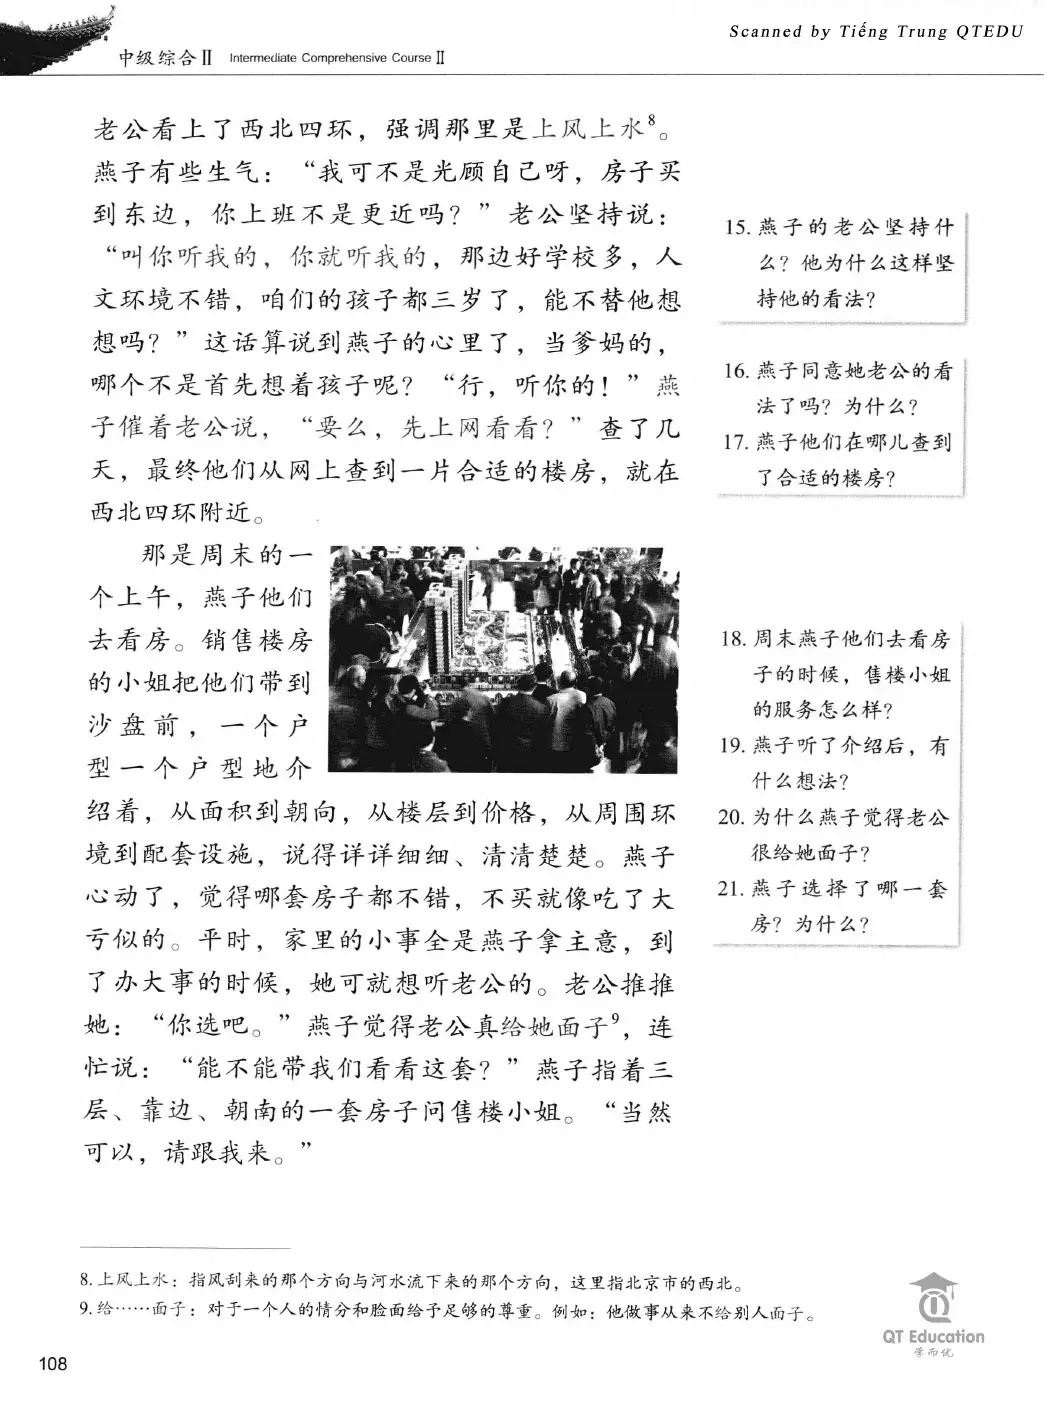 Scanned by Tiếng Trung QTEDU
中级综合Ⅱ Intermediate Comprehensive Course Ⅱ
老公看上了西北四环，强调那里是上风上水8。
燕子有些生气：“我可不是光顾自己呀，房子买
到东边，你上班不是更近吗？”老公坚持说：
“叫你听我的，你就听我的，那边好学校多，人
文环境不错，咱们的孩子都三岁了，能不替他想
想吗？”这话算说到燕子的心里了，当爹妈的，
哪个不是首先想着孩子呢？“行，听你的！”燕
子催着老公说，“要么，先上网看看？”查了几
天，最终他们从网上查到一片合适的楼房，就在
西北四环附近。
那是周末的一
个上午，燕子他们
去看房。销售楼房
的小姐把他们带到
沙盘前，一个户
型一个户型地介
绍着，从面积到朝向，从楼层到价格，从周围环
境到配套设施，说得详详细细、清清楚楚。燕子
心动了，觉得哪套房子都不错，不买就像吃了大
亏似的。平时，家里的小事全是燕子拿主意，到
了办大事的时候，她可就想听老公的。老公推推
她：“你选吧。”燕子觉得老公真给她面子9，连
忙说：“能不能带我们看看这套？”燕子指着三
层、靠边、朝南的一套房子问售楼小姐。“当然
可以，请跟我来。”
15. 燕子的老公坚持什
么？他为什么这样坚
持他的看法？
16. 燕子同意她老公的看
法了吗？为什么？
17. 燕子他们在哪儿查到
了合适的楼房？
18. 周末燕子他们去看房
子的时候，售楼小姐
的服务怎么样？
19. 燕子听了介绍后，有
什么想法？
20. 为什么燕子觉得老公
很给她面子？
21. 燕子选择了哪一套
房？为什么？
8. 上风上水：指风刮来的那个方向与河水流下来的那个方向，这里指北京市的西北。
9. 给……面子：对于一个人的情分和脸面给予足够的尊重。例如：他做事从来不给别人面子。
QT Education
学而优
108